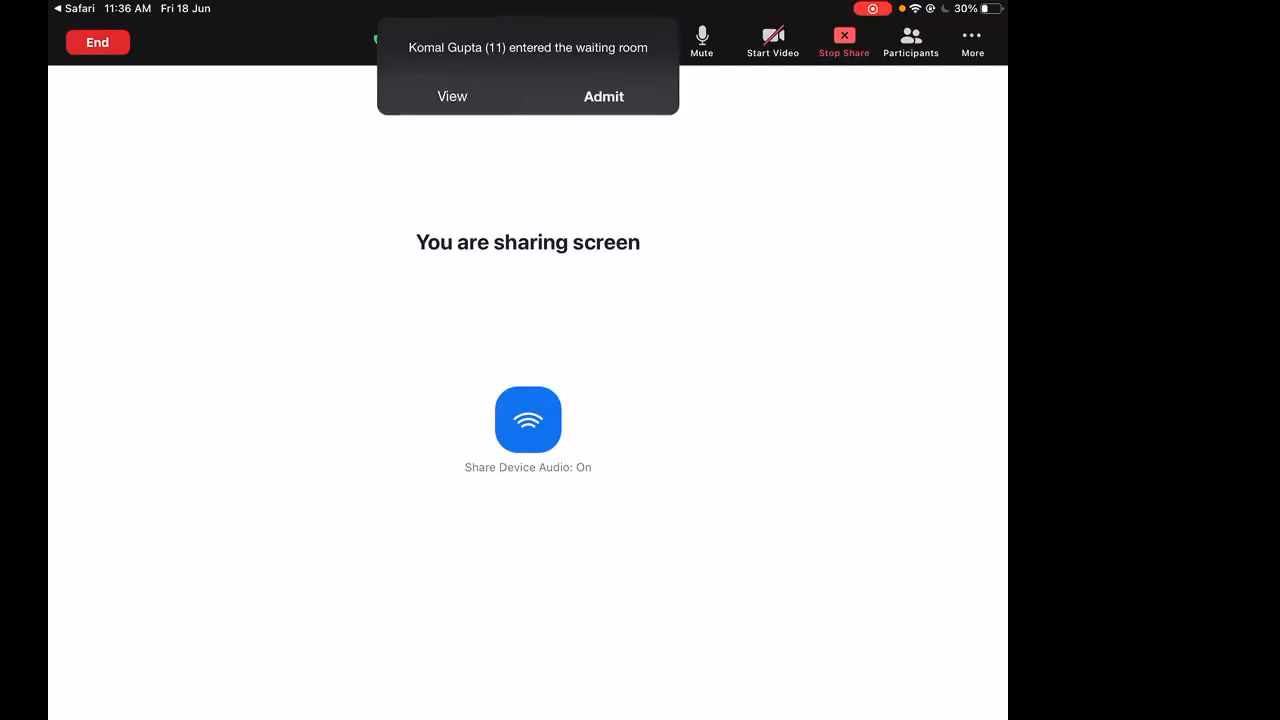 Safari 11:36 AM Fri 18 Jun 30%
End
Komal Gupta (11) entered the waiting room
View Admit
Mute Start Video Stop Share Participants More
You are sharing screen
Share Device Audio: On